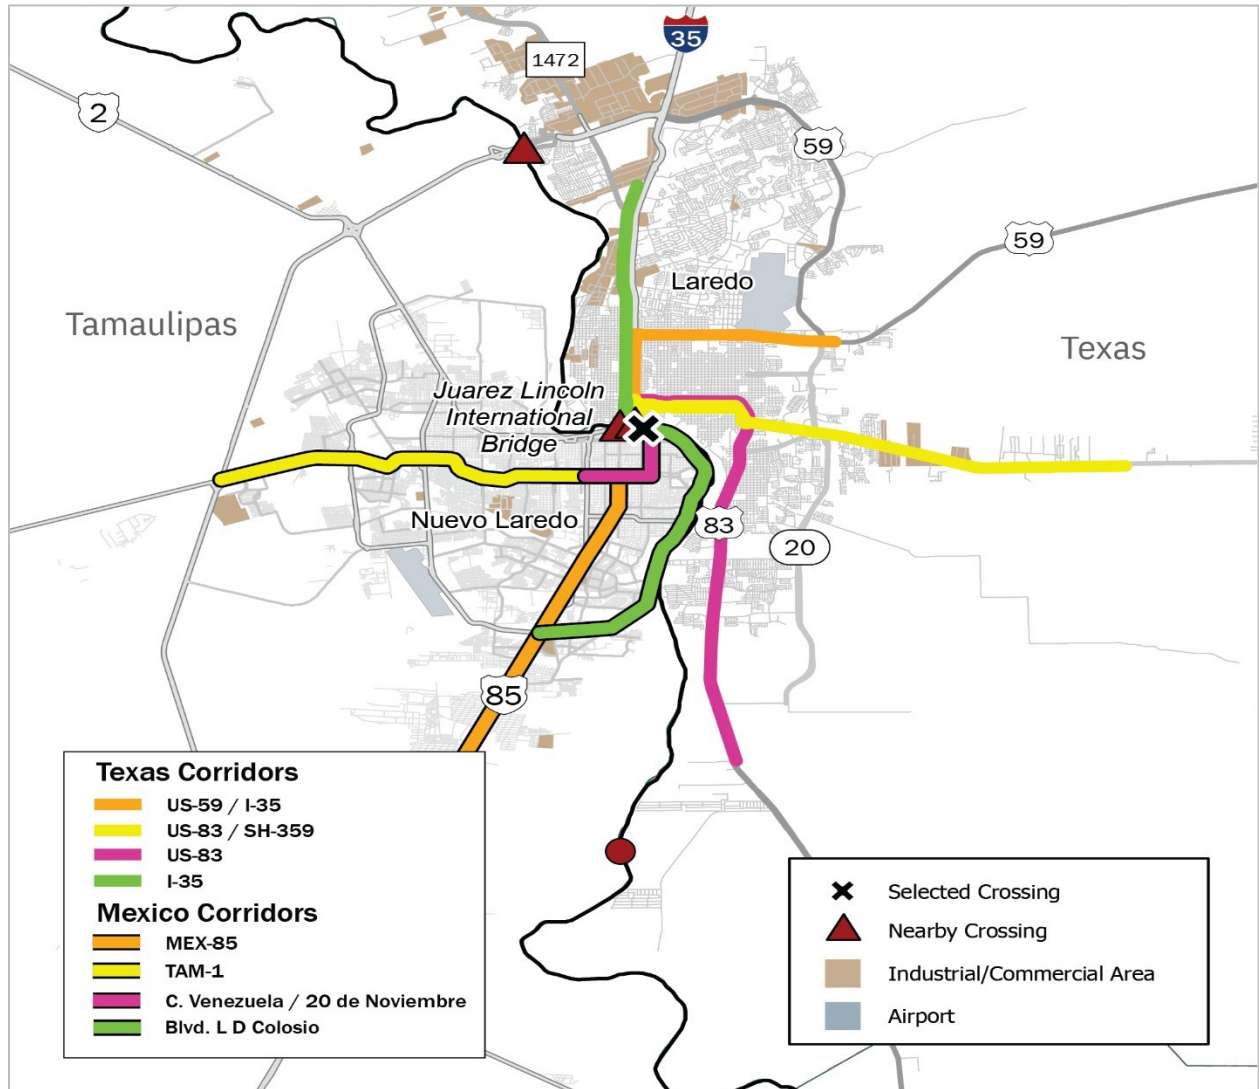 35
1472
2
59
59
Laredo
Tamaulipas
Texas
Juarez Lincoln
International
Bridge
Nuevo Laredo
83
20
85
Texas Corridors
US-59 / I-35
US-83 / SH-359
US-83
I-35
Mexico Corridors
MEX-85
TAM-1
C. Venezuela / 20 de Noviembre
Blvd. L D Colosio
Selected Crossing
Nearby Crossing
Industrial/Commercial Area
Airport